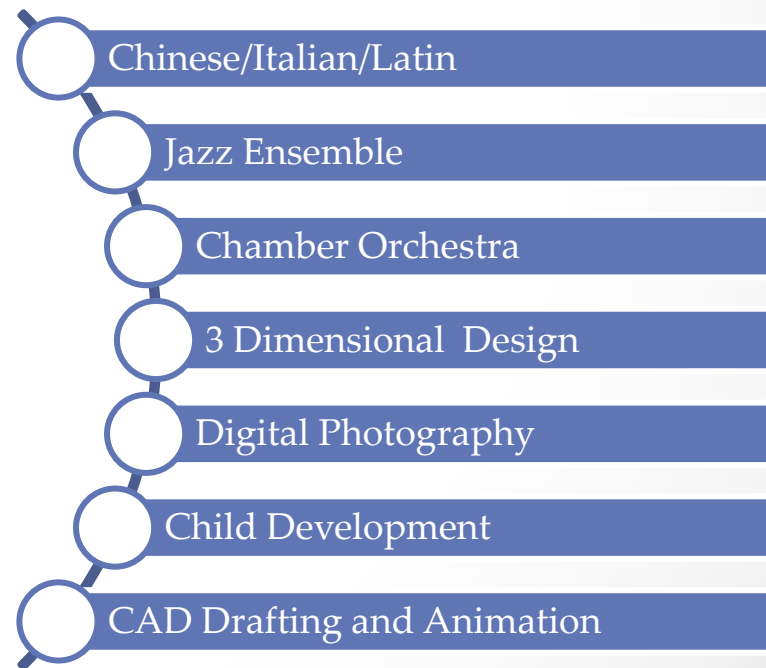 Chinese/Italian/Latin
Jazz Ensemble
Chamber Orchestra
3 Dimensional  Design
Digital Photography
Child Development
CAD Drafting and Animation